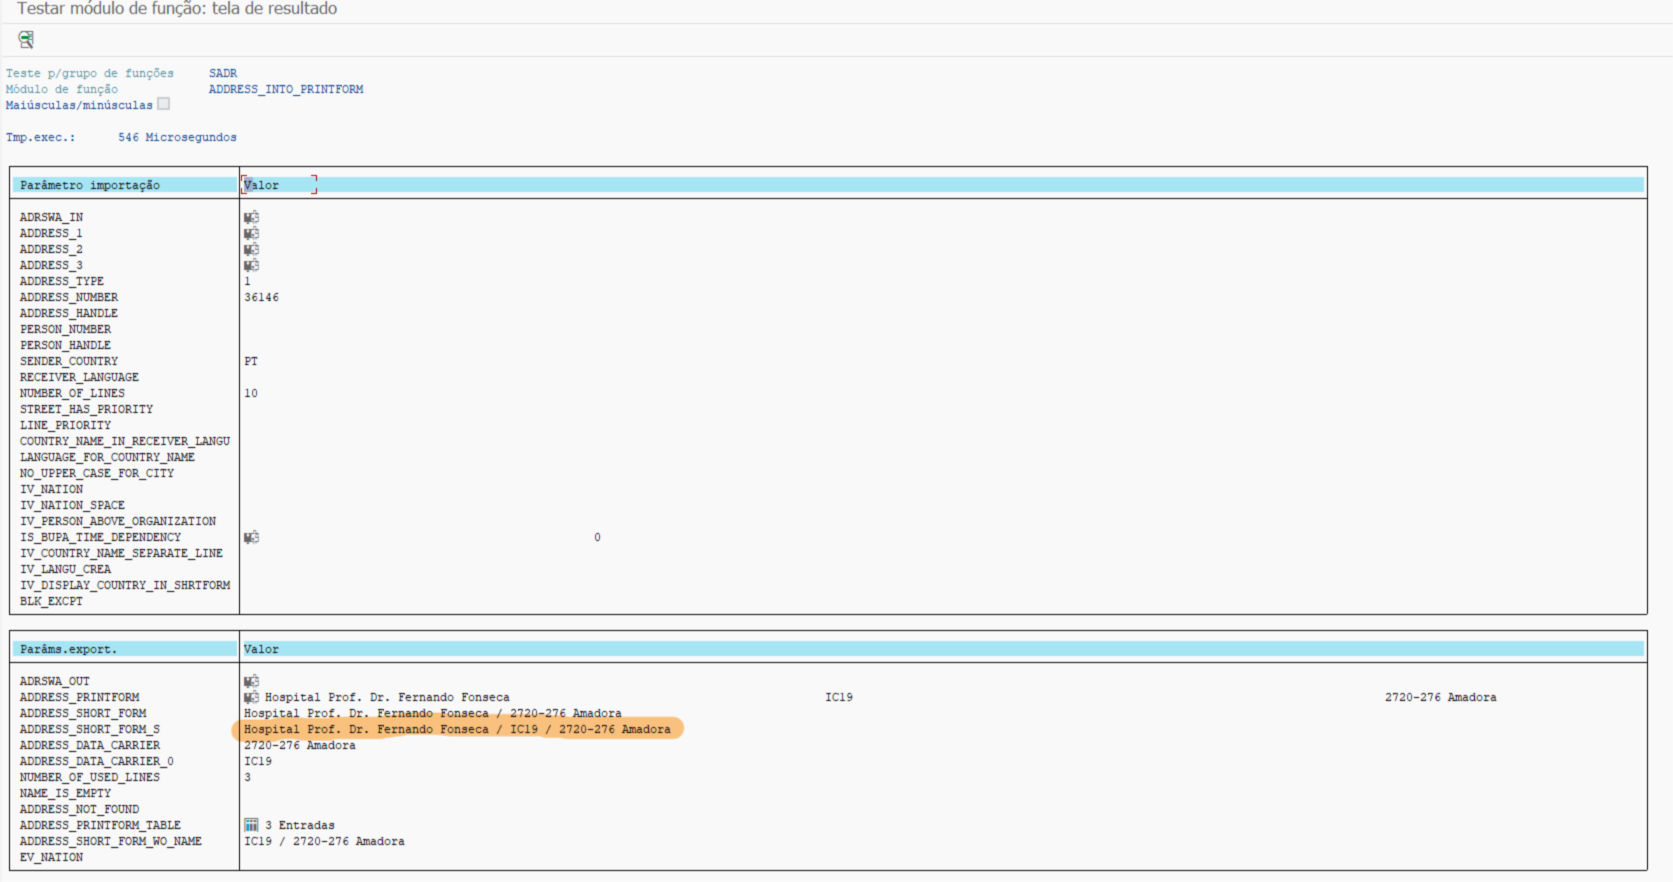 Testar módulo de função: tela de resultado
Teste p/grupo de funções SADR
Módulo de função ADDRESS_INTO_PRINTFORM
Maiúsculas/minúsculas
Tmp.exec.: 546 Microsegundos
Parâmetro importação Valor
ADRSWA_IN
ADDRESS_1
ADDRESS_2
ADDRESS_3
ADDRESS_TYPE 1
ADDRESS_NUMBER 36146
ADDRESS_HANDLE
PERSON_NUMBER
PERSON_HANDLE
SENDER_COUNTRY PT
RECEIVER_LANGUAGE
NUMBER_OF_LINES 10
STREET_HAS_PRIORITY
LINE_PRIORITY
COUNTRY_NAME_IN_RECEIVER_LANGU
LANGUAGE_FOR_COUNTRY_NAME
NO_UPPER_CASE_FOR_CITY
IV_NATION
IV_NATION_SPACE
IV_PERSON_ABOVE_ORGANIZATION
IS_BUPA_TIME_DEPENDENCY 0
IV_COUNTRY_NAME_SEPARATE_LINE
IV_LANGU_CREA
IV_DISPLAY_COUNTRY_IN_SHRTFORM
BLK_EXCPT
Parâms.export. Valor
ADRSWA_OUT
ADDRESS_PRINTFORM Hospital Prof. Dr. Fernando Fonseca IC19 2720-276 Amadora
ADDRESS_SHORT_FORM Hospital Prof. Dr. Fernando Fonseca / 2720-276 Amadora
ADDRESS_SHORT_FORM_S Hospital Prof. Dr. Fernando Fonseca / IC19 / 2720-276 Amadora
ADDRESS_DATA_CARRIER 2720-276 Amadora
ADDRESS_DATA_CARRIER_0 IC19
NUMBER_OF_USED_LINES 3
NAME_IS_EMPTY
ADDRESS_NOT_FOUND
ADDRESS_PRINTFORM_TABLE 3 Entradas
ADDRESS_SHORT_FORM_WO_NAME IC19 / 2720-276 Amadora
EV_NATION